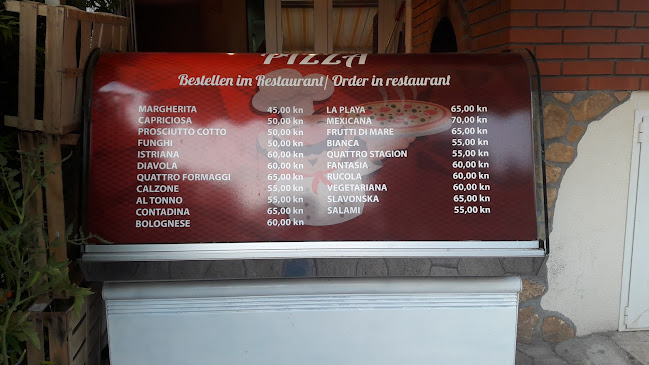 PIZZA
Bestellen im Restaurant/ Order in restaurant
MARGHERITA 45,00 kn
CAPRICIOSA 50,00 kn
PROSCIUTTO COTTO 50,00 kn
FUNGHI 50,00 kn
ISTRIANA 60,00 kn
DIAVOLA 60,00 kn
QUATTRO FORMAGGI 65,00 kn
CALZONE 55,00 kn
AL TONNO 55,00 kn
CONTADINA 65,00 kn
BOLOGNESE 60,00 kn
LA PLAYA 65,00 kn
MEXICANA 70,00 kn
FRUTTI DI MARE 65,00 kn
BIANCA 55,00 kn
QUATTRO STAGION 55,00 kn
FANTASIA 60,00 kn
RUCOLA 60,00 kn
VEGETARIANA 60,00 kn
SLAVONSKA 65,00 kn
SALAMI 55,00 kn